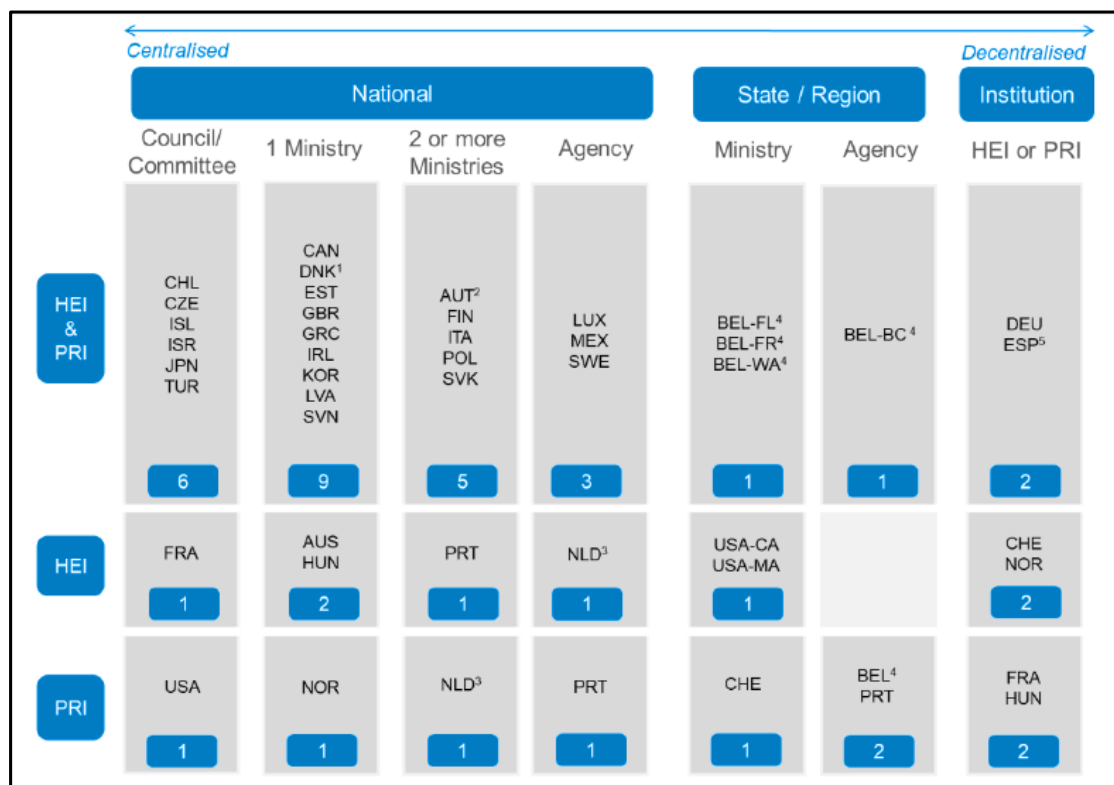 Centralised
Decentralised
National
State / Region
Institution
Council/
Committee
1 Ministry
2 or more
Ministries
Agency
Ministry
Agency
HEI or PRI
HEI
&
PRI
CHL
CZE
ISL
ISR
JPN
TUR
6
CAN
DNK¹
EST
GBR
GRC
IRL
KOR
LVA
SVN
9
AUT²
FIN
ITA
POL
SVK
5
LUX
MEX
SWE
3
BEL-FL⁴
BEL-FR⁴
BEL-WA⁴
1
BEL-BC ⁴
1
DEU
ESP⁵
2
HEI
FRA
1
AUS
HUN
2
PRT
1
NLD³
1
USA-CA
USA-MA
1
CHE
NOR
2
PRI
USA
1
NOR
1
NLD³
1
PRT
1
CHE
1
BEL⁴
PRT
2
FRA
HUN
2